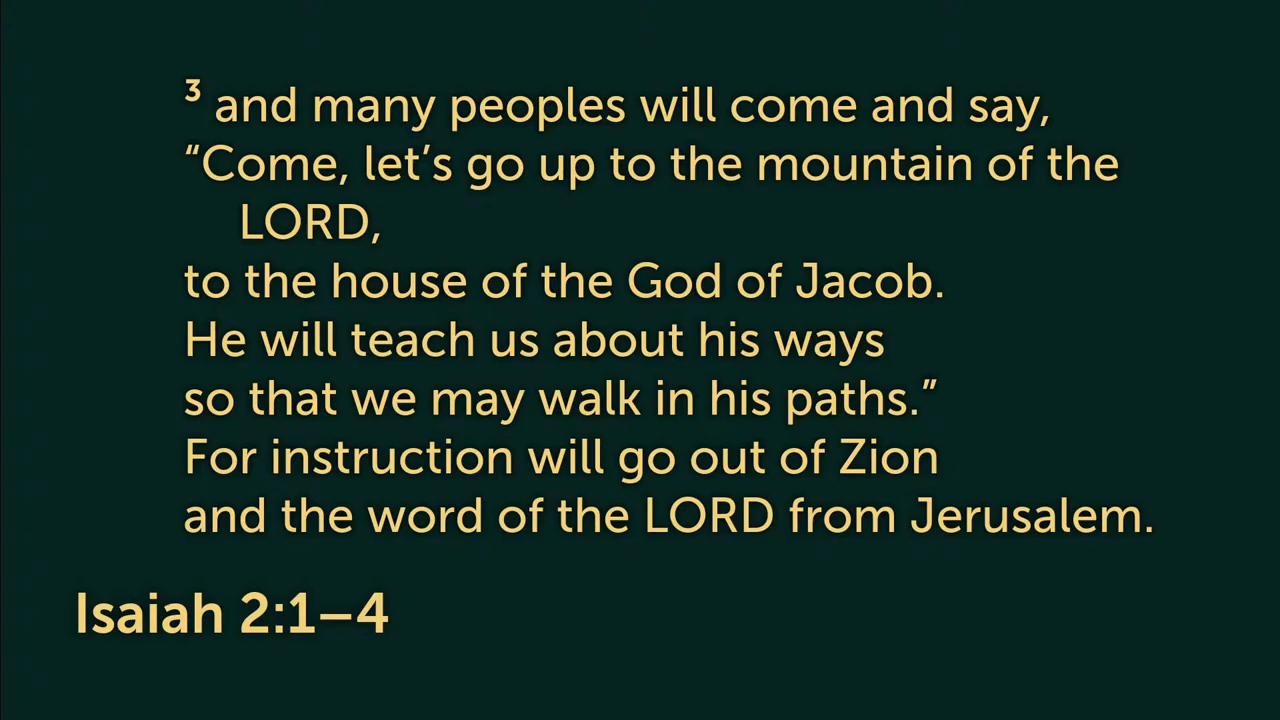 ³ and many peoples will come and say,
“Come, let’s go up to the mountain of the
LORD,
to the house of the God of Jacob.
He will teach us about his ways
so that we may walk in his paths.”
For instruction will go out of Zion
and the word of the LORD from Jerusalem.
Isaiah 2:1–4